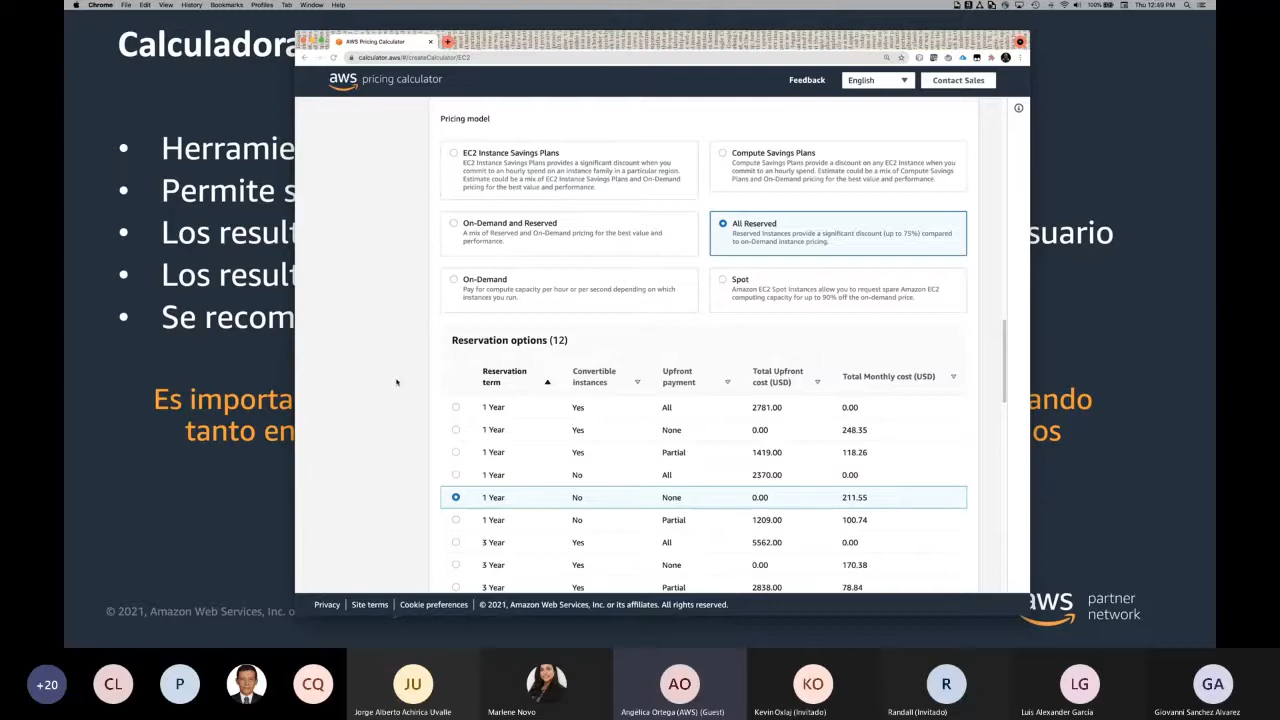 Chrome File Edit View History Bookmarks Profiles Tab Window Help
100% Thu 12:49 PM
Calculadora
AWS Pricing Calculator
calculator.aws/#/createCalculator/EC2
aws pricing calculator
Feedback
English
Contact Sales
Herramie
Permite s
Los result
suario
Los result
Se recom
Es importa
ando
tanto en
os
Pricing model
EC2 Instance Savings Plans
EC2 Instance Savings Plans provides a significant discount when you
commit to an hourly spend on an instance family in a particular region.
Estimate could be a mix of EC2 Instance Savings Plans and On-Demand
pricing for the best value and performance.
Compute Savings Plans
Compute Savings Plans provide a discount on any EC2 Instance when you
commit to an hourly spend. Estimate could be a mix of Compute Savings
Plans and On-Demand pricing for the best value and performance.
On-Demand and Reserved
A mix of Reserved and On-Demand pricing for the best value and
performance.
All Reserved
Reserved Instances provide a significant discount (up to 75%) compared
to on-Demand instance pricing.
On-Demand
Pay for compute capacity per hour or per second depending on which
instances you run.
Spot
Amazon EC2 Spot Instances allow you to request spare Amazon EC2
computing capacity for up to 90% off the on-demand price.
Reservation options (12)
Reservation term Convertible instances Upfront payment Total Upfront cost (USD) Total Monthly cost (USD)
1 Year Yes All 2781.00 0.00
1 Year Yes None 0.00 248.35
1 Year Yes Partial 1419.00 118.26
1 Year No All 2370.00 0.00
1 Year No None 0.00 211.55
1 Year No Partial 1209.00 100.74
3 Year Yes All 5562.00 0.00
3 Year Yes None 0.00 170.38
3 Year Yes Partial 2838.00 78.84
Privacy | Site terms | Cookie preferences | © 2021, Amazon Web Services, Inc. or its affiliates. All rights reserved.
© 2021, Amazon Web Services, Inc. o
aws partner
network
+20 CL P CQ JU AO KO R LG GA
Jorge Alberto Achirica Uvalle
Marlene Novo
Angélica Ortega (AWS) (Guest)
Kevin Oxlaj (Invitado)
Randall (Invitado)
Luis Alexander García
Giovanni Sanchez Alvarez